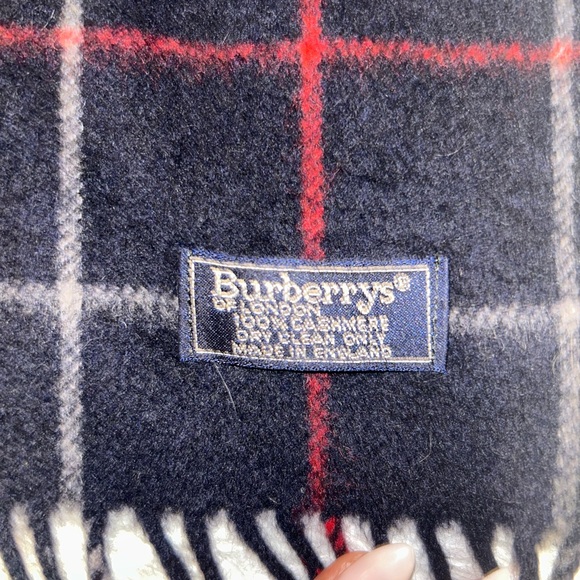 Burberrys®
OF LONDON
100% CASHMERE
DRY CLEAN ONLY
MADE IN ENGLAND